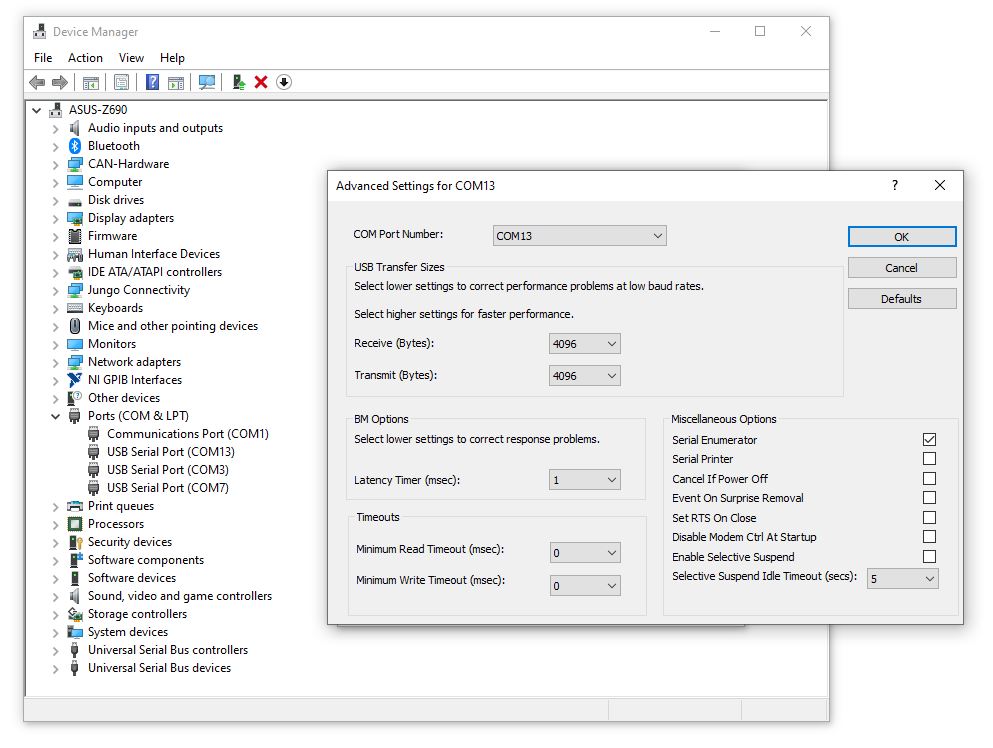 Device Manager
File Action View Help
ASUS-Z690
Audio inputs and outputs
Bluetooth
CAN-Hardware
Computer
Disk drives
Display adapters
Firmware
Human Interface Devices
IDE ATA/ATAPI controllers
Jungo Connectivity
Keyboards
Mice and other pointing devices
Monitors
Network adapters
NI GPIB Interfaces
Other devices
Ports (COM & LPT)
Communications Port (COM1)
USB Serial Port (COM13)
USB Serial Port (COM3)
USB Serial Port (COM7)
Print queues
Processors
Security devices
Software components
Software devices
Sound, video and game controllers
Storage controllers
System devices
Universal Serial Bus controllers
Universal Serial Bus devices
Advanced Settings for COM13 ?
COM Port Number: COM13
OK
Cancel
Defaults
USB Transfer Sizes
Select lower settings to correct performance problems at low baud rates.
Select higher settings for faster performance.
Receive (Bytes): 4096
Transmit (Bytes): 4096
BM Options
Select lower settings to correct response problems.
Latency Timer (msec): 1
Timeouts
Minimum Read Timeout (msec): 0
Minimum Write Timeout (msec): 0
Miscellaneous Options
Serial Enumerator
Serial Printer
Cancel If Power Off
Event On Surprise Removal
Set RTS On Close
Disable Modem Ctrl At Startup
Enable Selective Suspend
Selective Suspend Idle Timeout (secs): 5